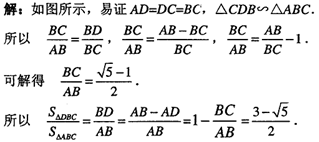 解：如图所示，易证 AD=DC=BC，△CDB∽△ABC.
所以 BC/AB = BD/BC，BC/AB = (AB-BC)/BC，BC/AB = AB/BC - 1.
可解得 BC/AB = (√5-1)/2.
所以 S△DBC/S△ABC = BD/AB = (AB-AD)/AB = 1 - BC/AB = (3-√5)/2.